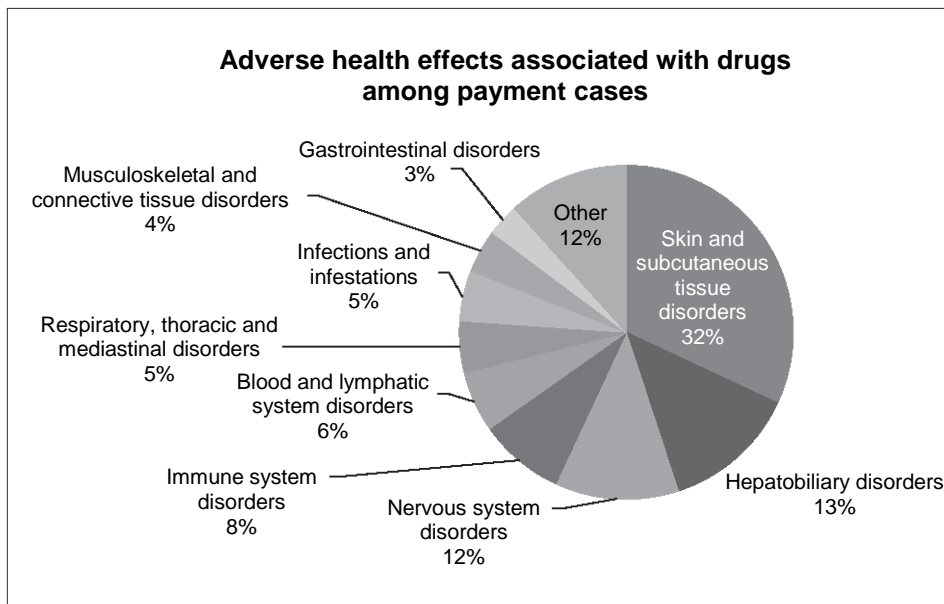 Adverse health effects associated with drugs
among payment cases
Gastrointestinal disorders
3%
Musculoskeletal and
connective tissue disorders
4%
Other
12%
Skin and
subcutaneous
tissue
disorders
32%
Infections and
infestations
5%
Respiratory, thoracic and
mediastinal disorders
5%
Blood and lymphatic
system disorders
6%
Immune system
disorders
8%
Nervous system
disorders
12%
Hepatobiliary disorders
13%